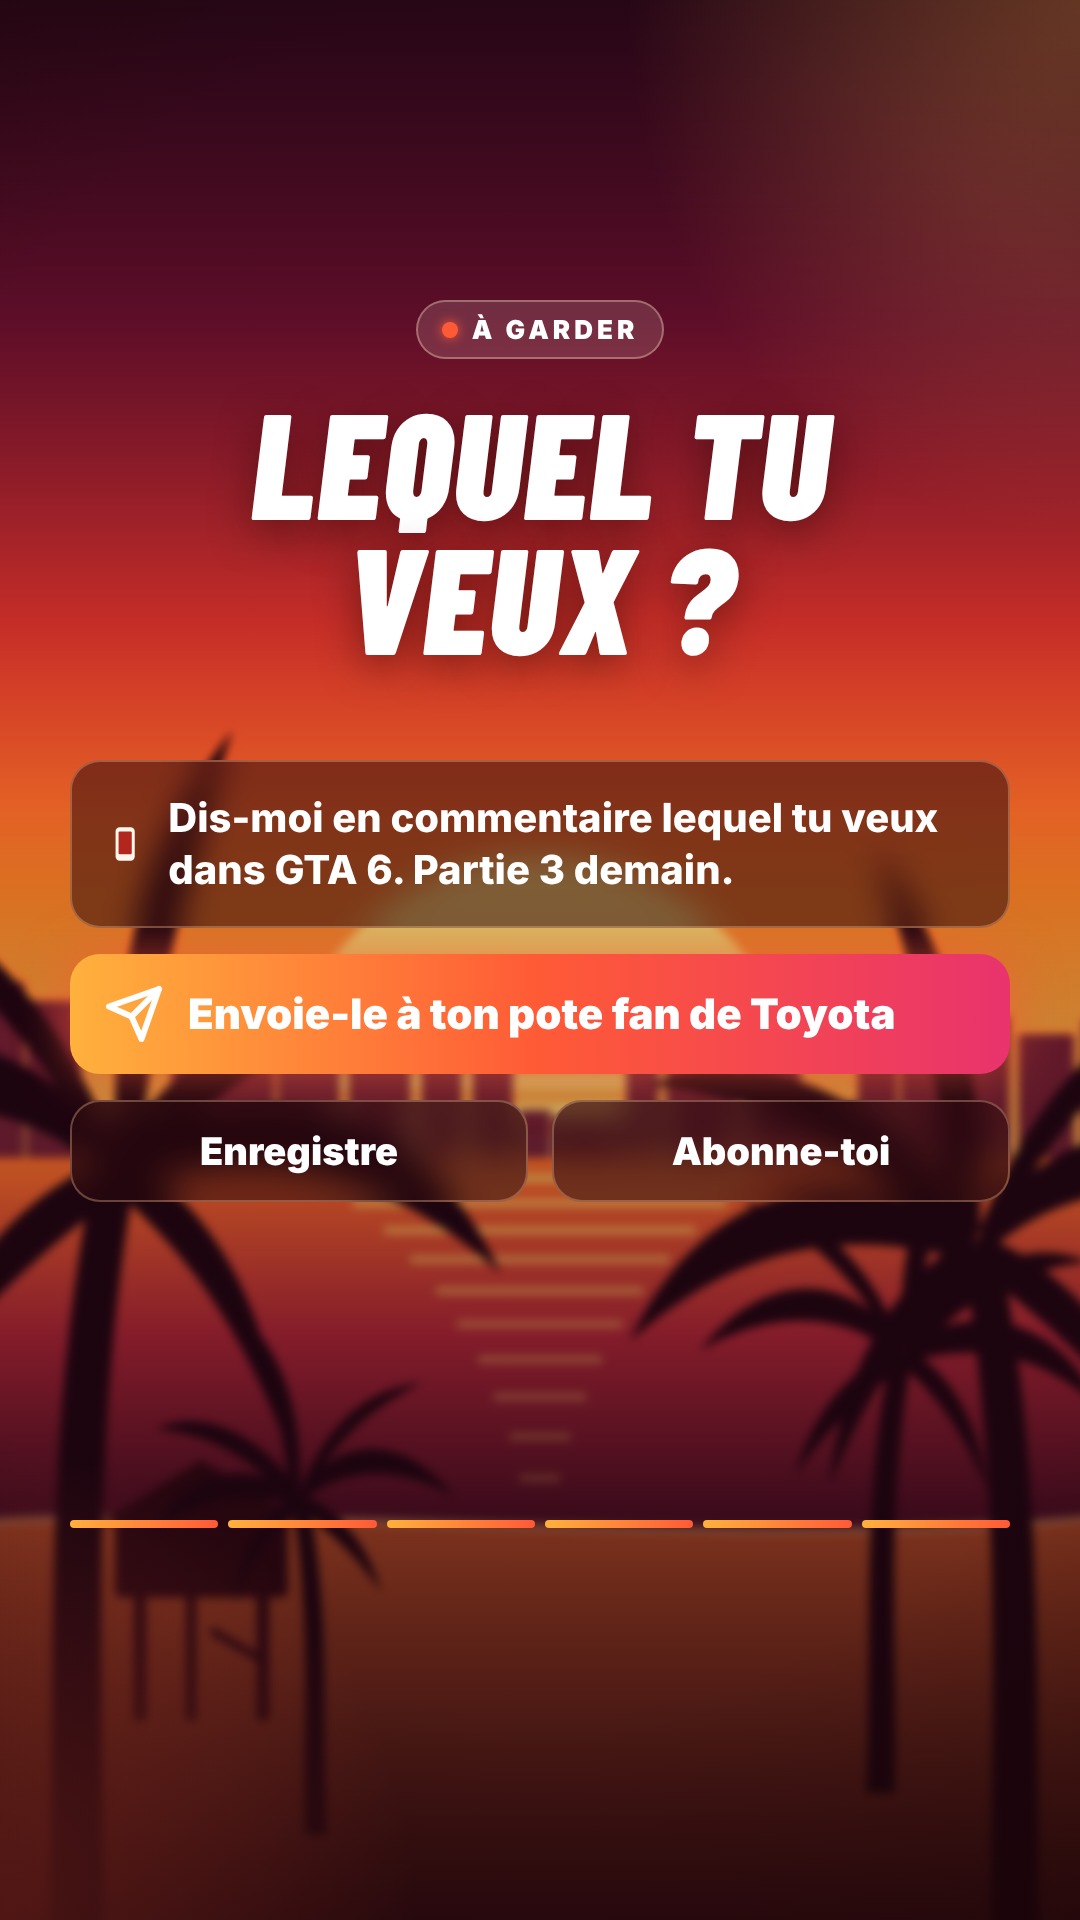 À GARDER
LEQUEL TU
VEUX ?
Dis-moi en commentaire lequel tu veux
dans GTA 6. Partie 3 demain.
Envoie-le à ton pote fan de Toyota
Enregistre
Abonne-toi